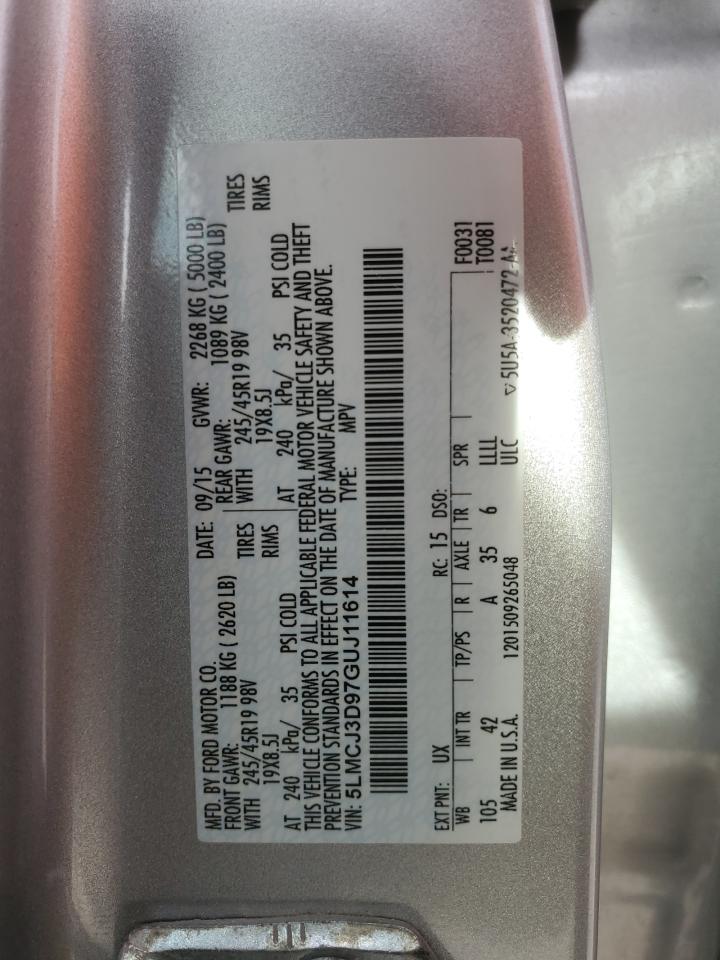 MFD. BY FORD MOTOR CO.
DATE: 09/15 GVWR: 2268 KG ( 5000 LB)
FRONT GAWR: 1188 KG ( 2620 LB)
REAR GAWR: 1089 KG ( 2400 LB)
WITH 245/45R19 98V TIRES
WITH 245/45R19 98V TIRES
19X8.5J RIMS
19X8.5J RIMS
AT 240 kPa/ 35 PSI COLD
AT 240 kPa/ 35 PSI COLD
THIS VEHICLE CONFORMS TO ALL APPLICABLE FEDERAL MOTOR VEHICLE SAFETY AND THEFT
PREVENTION STANDARDS IN EFFECT ON THE DATE OF MANUFACTURE SHOWN ABOVE.
VIN: 5LMCJ3D97GUJ11614 TYPE: MPV
EXT PNT: UX RC: 15 DSO: F0031
T0081
WB INT TR TP/PS R AXLE TR SPR
105 42 A 35 6 LLLL
ULC
MADE IN U.S.A. 1201509265048
▽ 5U5A-3520472-